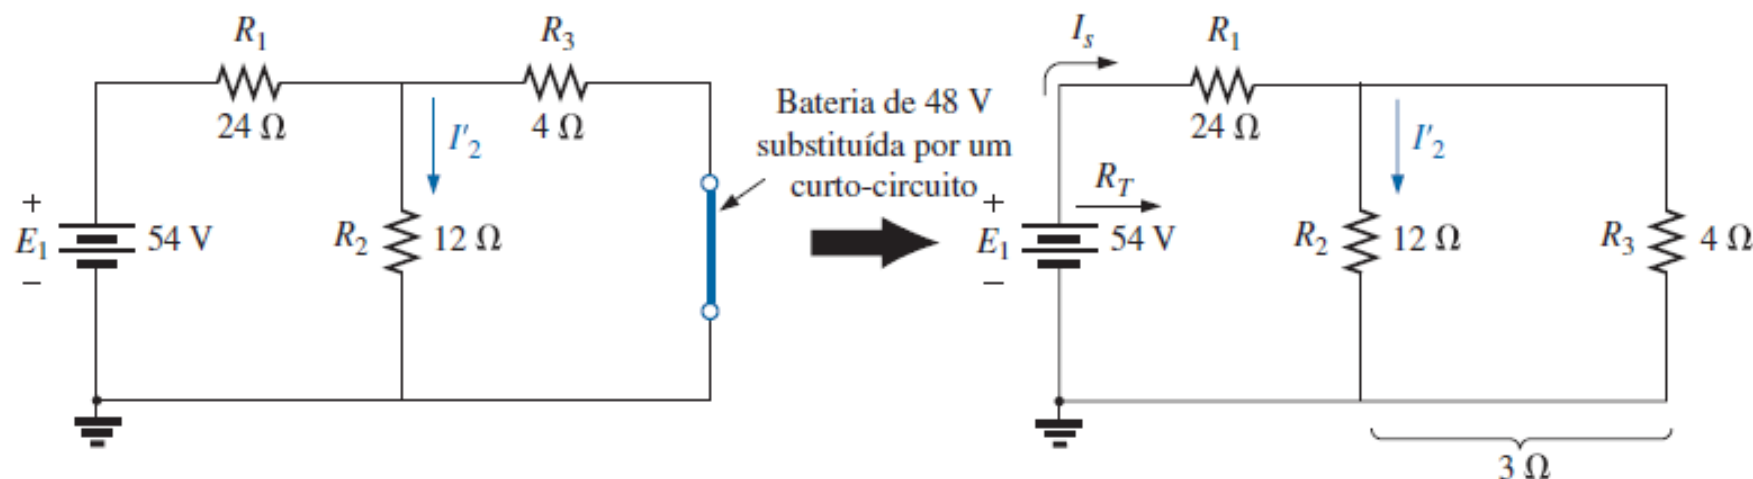 R1
24 Ω
R3
4 Ω
I'2
+
E1
−
54 V
R2
12 Ω
Bateria de 48 V
substituída por um
curto-circuito
Is
R1
24 Ω
RT
I'2
+
E1
−
54 V
R2
12 Ω
R3
4 Ω
3 Ω